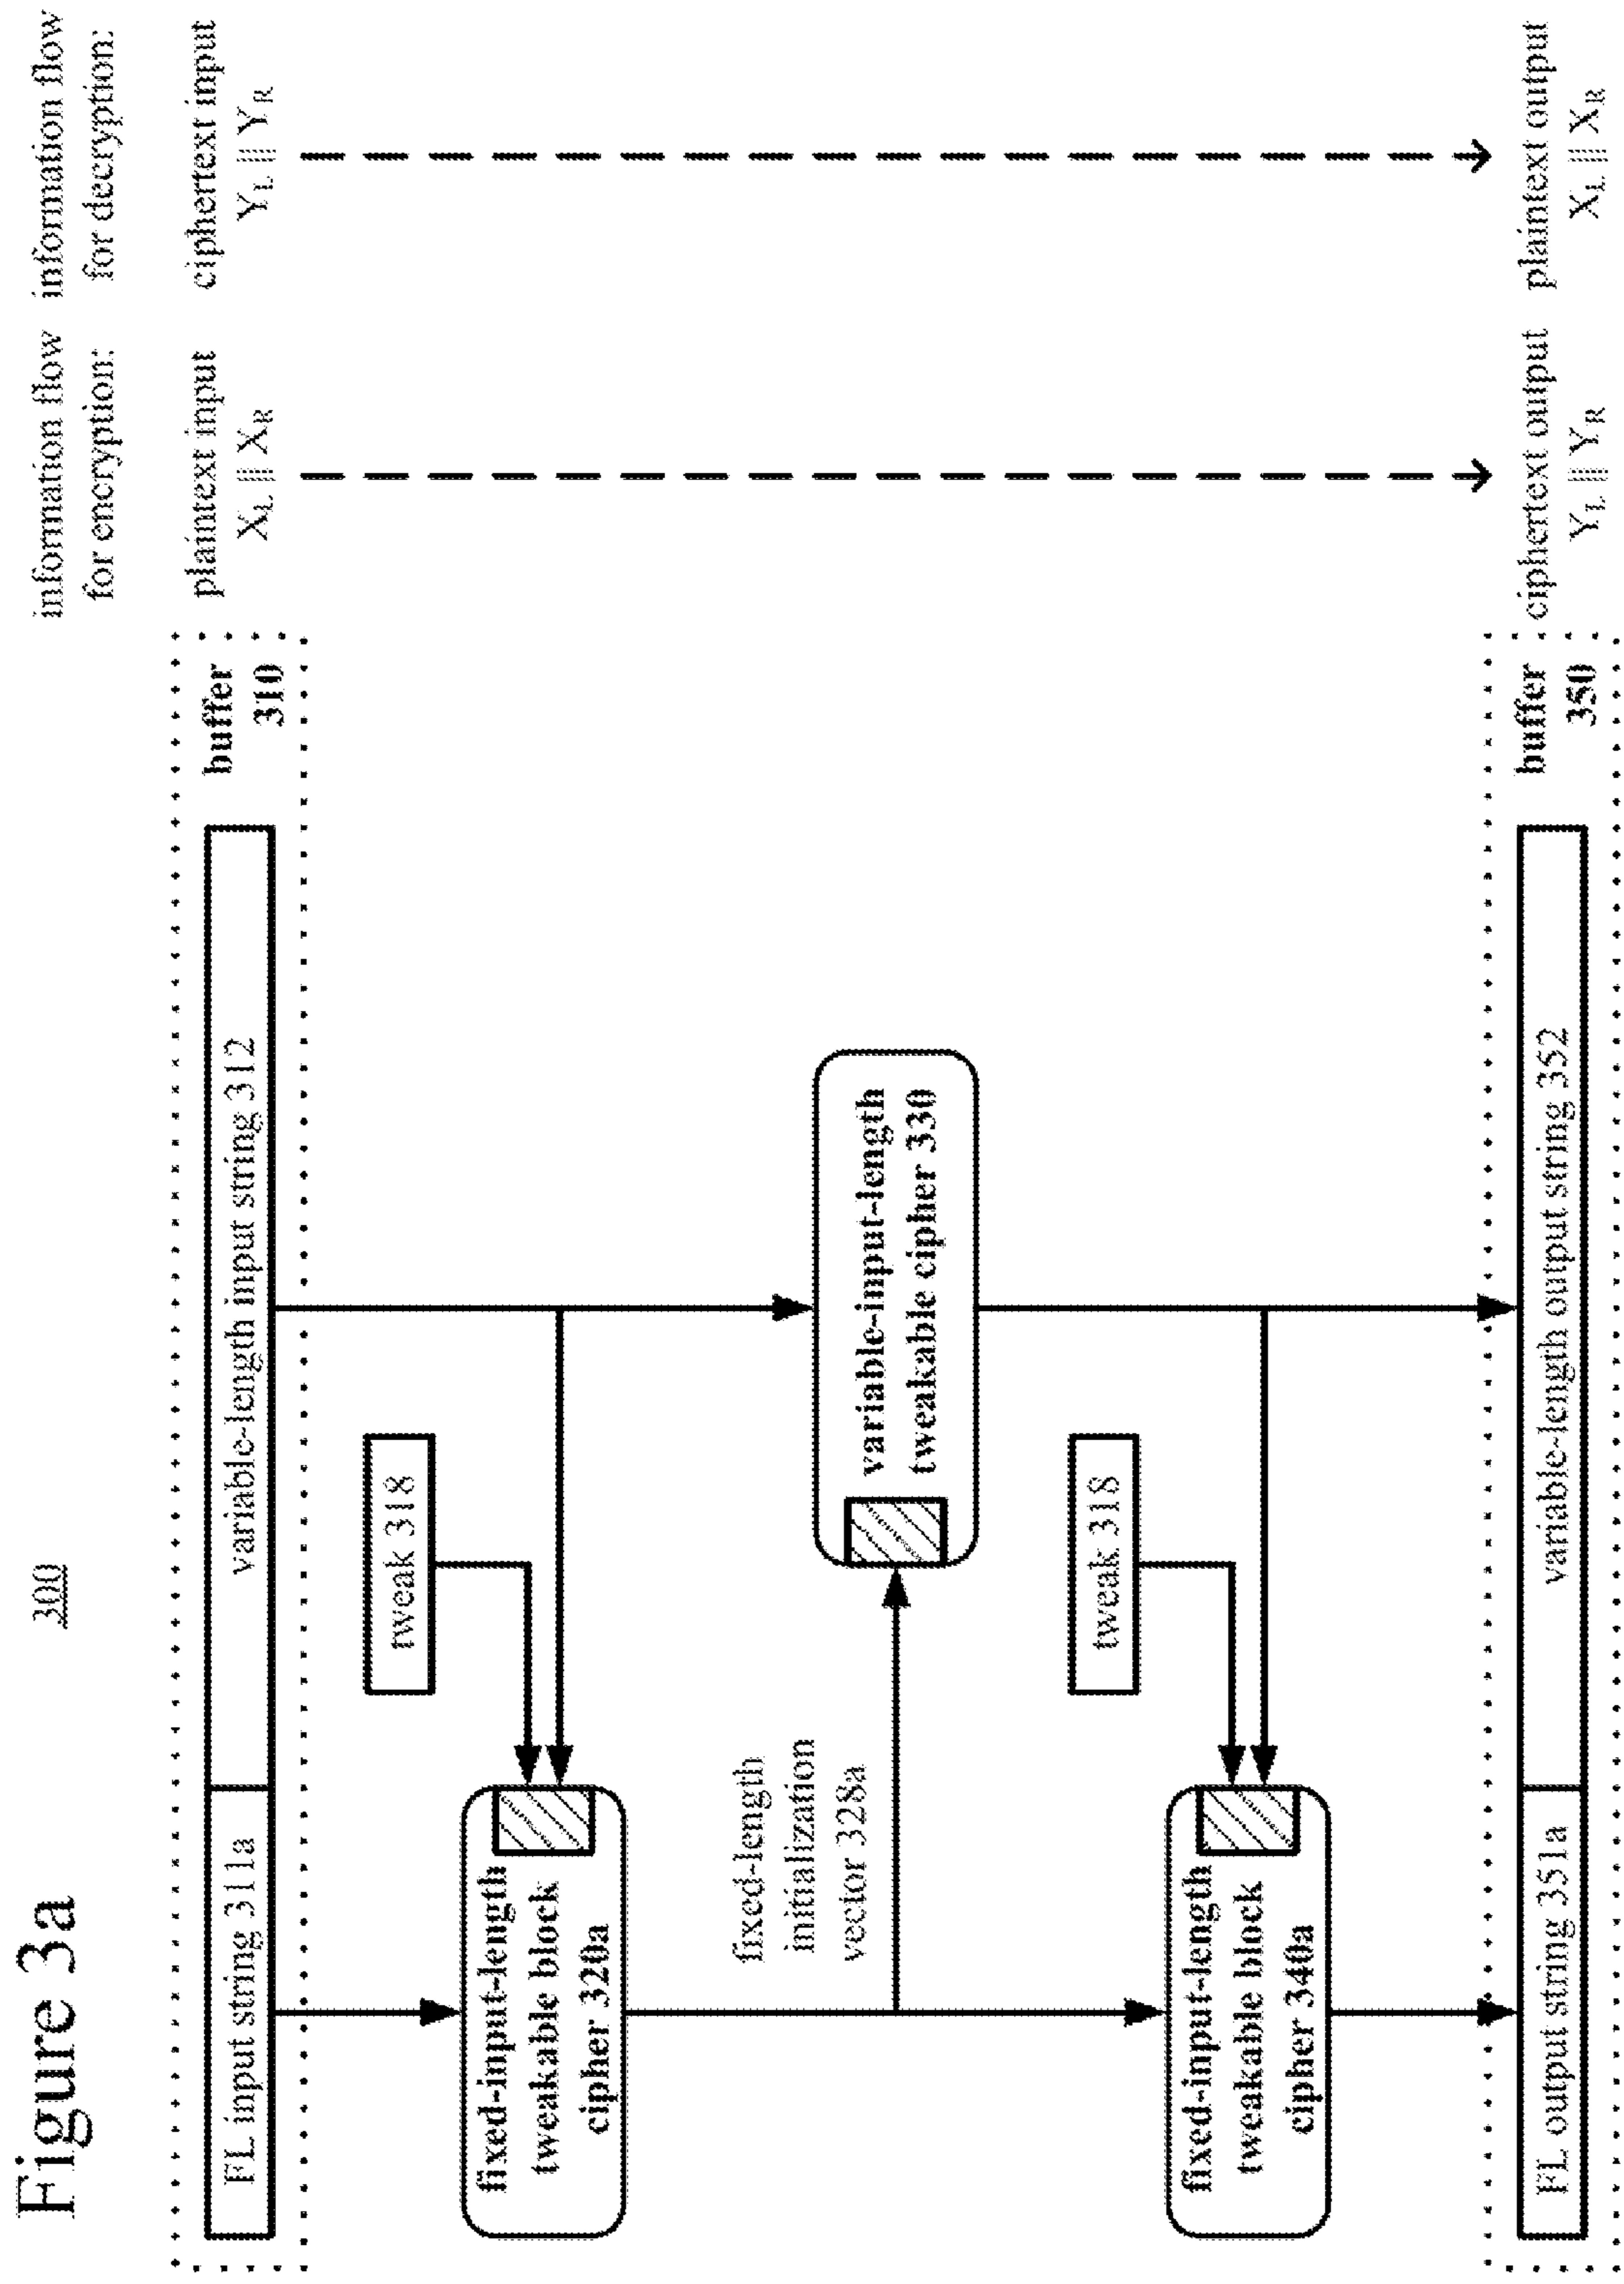 Figure 3a
300
information flow
for encryption:
information flow
for decryption:
FL input string 311a
variable-length input string 312
buffer
310
plaintext input
X_L || X_R
ciphertext input
Y_L || Y_R
tweak 318
fixed-input-length
tweakable block
cipher 320a
fixed-length
initialization
vector 328a
variable-input-length
tweakable cipher 330
tweak 318
fixed-input-length
tweakable block
cipher 340a
FL output string 351a
variable-length output string 352
buffer
350
ciphertext output
Y_L || Y_R
plaintext output
X_L || X_R